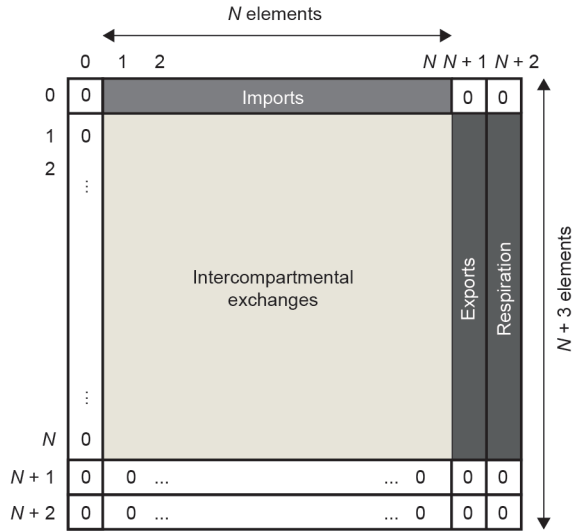 N elements
0 1 2 N N + 1 N + 2
0 0 Imports 0 0
1 0
2
...
Intercompartmental
exchanges
Exports
Respiration
N + 3 elements
...
N 0
N + 1 0 0 ... ... 0 0 0
N + 2 0 0 ... ... 0 0 0